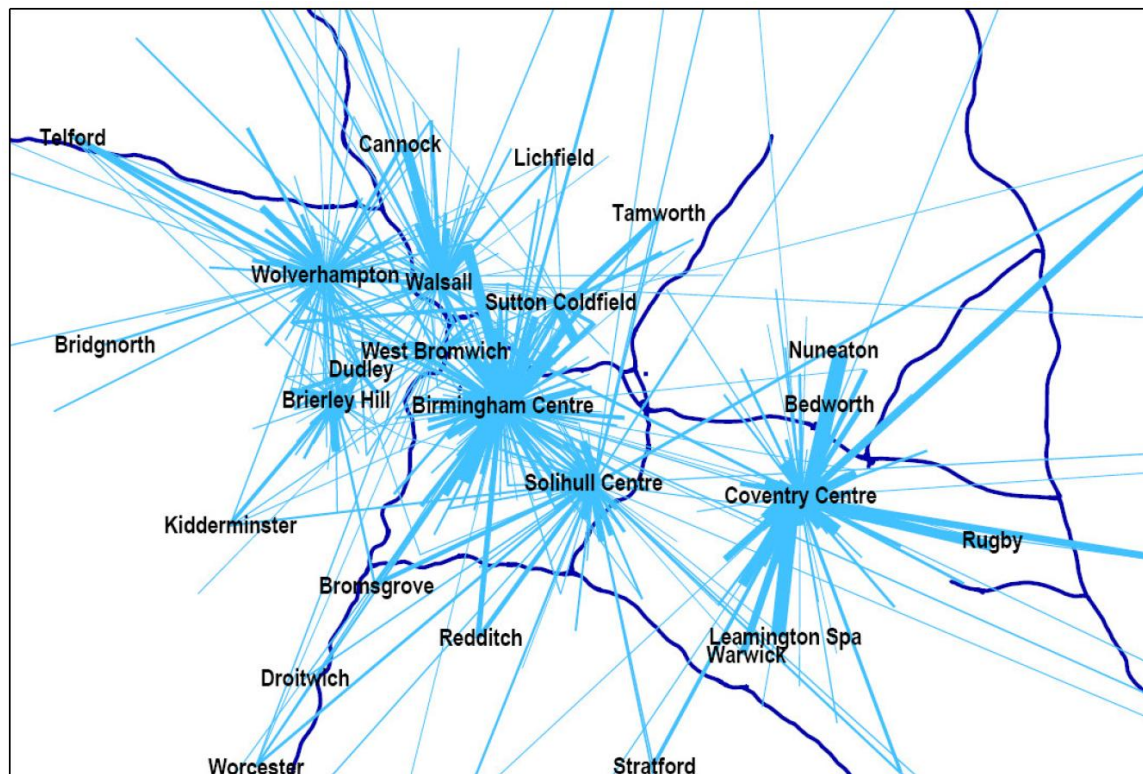 Telford
Cannock
Lichfield
Tamworth
Wolverhampton
Walsall
Sutton Coldfield
Bridgnorth
West Bromwich
Nuneaton
Dudley
Brierley Hill
Birmingham Centre
Bedworth
Solihull Centre
Coventry Centre
Kidderminster
Rugby
Bromsgrove
Redditch
Leamington Spa
Warwick
Droitwich
Worcester
Stratford